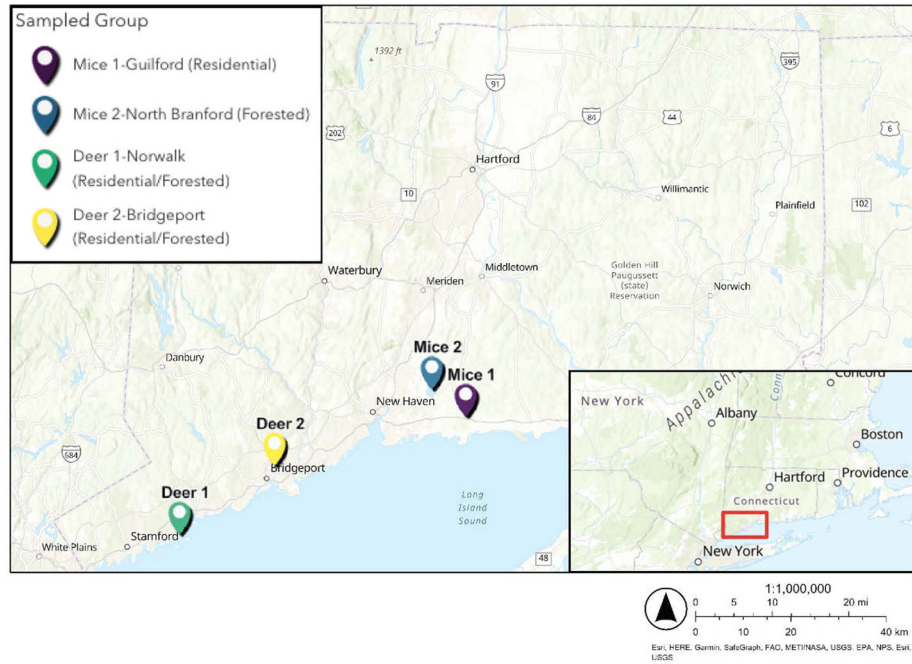 Sampled Group
Mice 1-Guilford (Residential)
Mice 2-North Branford (Forested)
Deer 1-Norwalk
(Residential/Forested)
Deer 2-Bridgeport
(Residential/Forested)
1392 ft
91
395
84
44
6
202
Hartford
10
Willimantic
Plainfield
102
Waterbury
Meriden
Middletown
Golden Hill
Paugussett
(state)
Reservation
Norwich
Danbury
Mice 2
Mice 1
New Haven
Deer 2
Bridgeport
684
Deer 1
Long
Island
Sound
Stamford
White Plains
48
New York
Appalach
Conn
Concord
Albany
Boston
Hartford
Providence
Connecticut
New York
1:1,000,000
0 5 10 20 mi
0 10 20 40 km
Esri, HERE, Garmin, SafeGraph, FAO, METI/NASA, USGS, EPA, NPS, Esri,
USGS